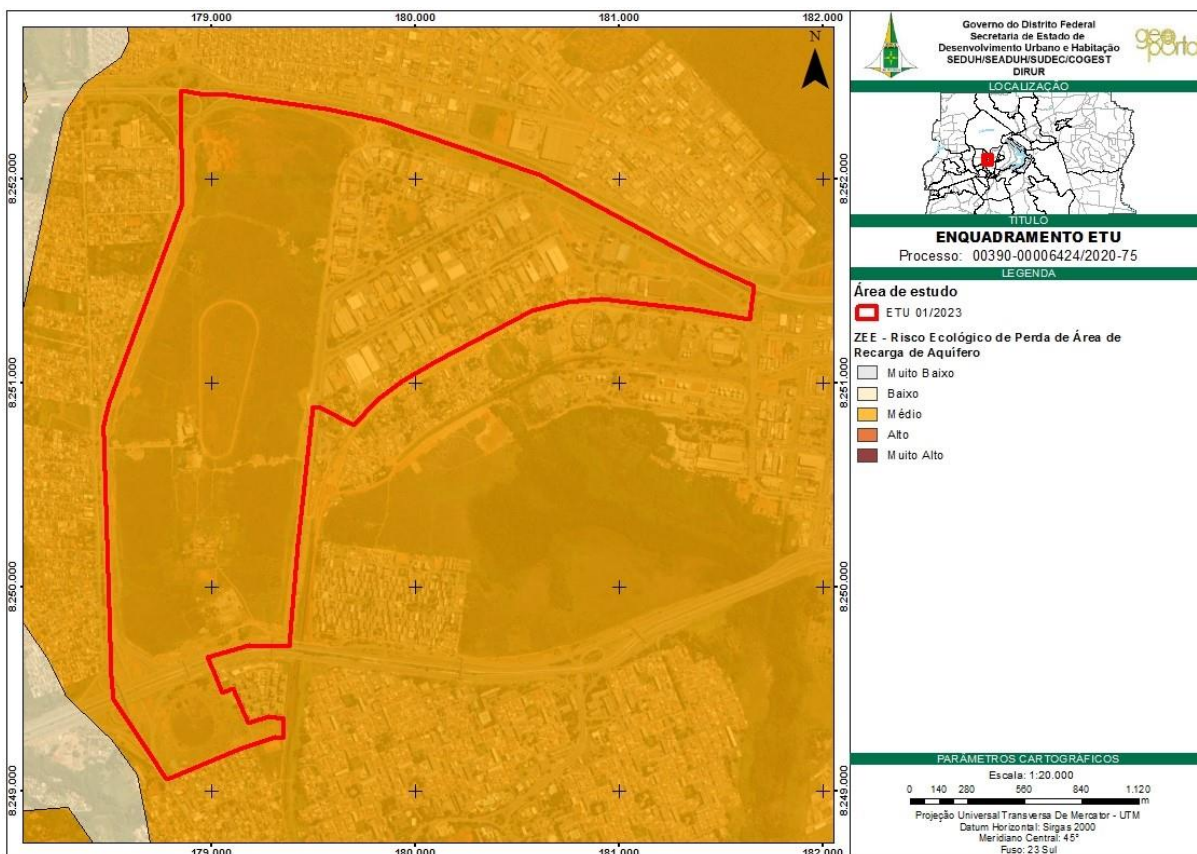 179.000 180.000 181.000 182.000
8.252.000
8.251.000
8.250.000
8.249.000
179.000 180.000 181.000 182.000
8.252.000
8.251.000
8.250.000
8.249.000
N
Governo do Distrito Federal
Secretaria de Estado de
Desenvolvimento Urbano e Habitação
SEDUH/SEADUH/SUDEC/COGEST
DIRUR
geoportal
LOCALIZAÇÃO
TÍTULO
ENQUADRAMENTO ETU
Processo: 00390-00006424/2020-75
LEGENDA
Área de estudo
ETU 01/2023
ZEE - Risco Ecológico de Perda de Área de
Recarga de Aquífero
Muito Baixo
Baixo
Médio
Alto
Muito Alto
PARÂMETROS CARTOGRÁFICOS
Escala: 1:20.000
0 140 280 560 840 1.120
m
Projeção Universal Transversa De Mercator - UTM
Datum Horizontal: Sirgas 2000
Meridiano Central: 45º
Fuso: 23 Sul